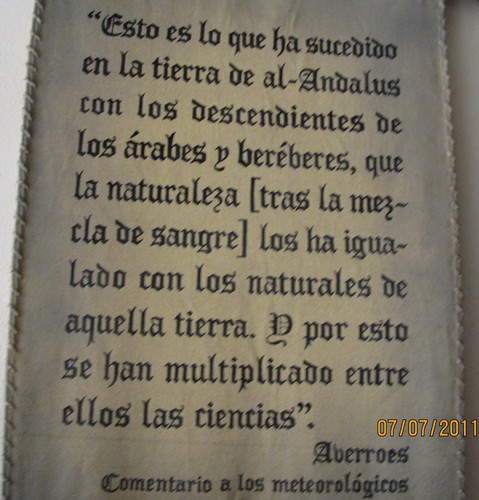 “Esto es lo que ha sucedido
en la tierra de al-Andalus
con los descendientes de
los árabes y beréberes, que
la naturaleza [tras la mez-
cla de sangre] los ha igua-
lado con los naturales de
aquella tierra. Y por esto
se han multiplicado entre
ellos las ciencias”.
07/07/2011
Averroes
Comentario a los meteorológicos